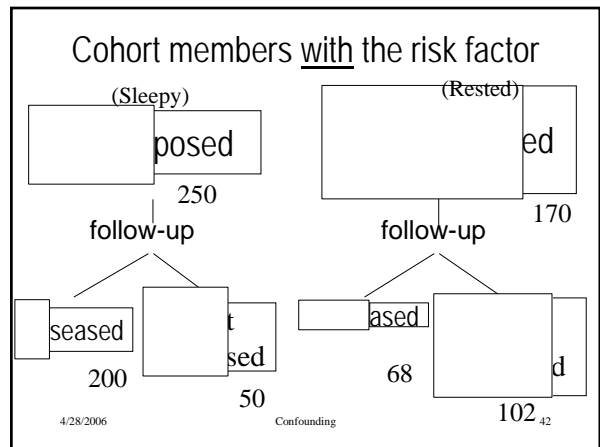 Cohort members with the risk factor
(Sleepy)
(Rested)
posed
ed
250
170
follow-up
follow-up
seased
t
sed
ased
d
200
50
68
102
4/28/2006
Confounding
42